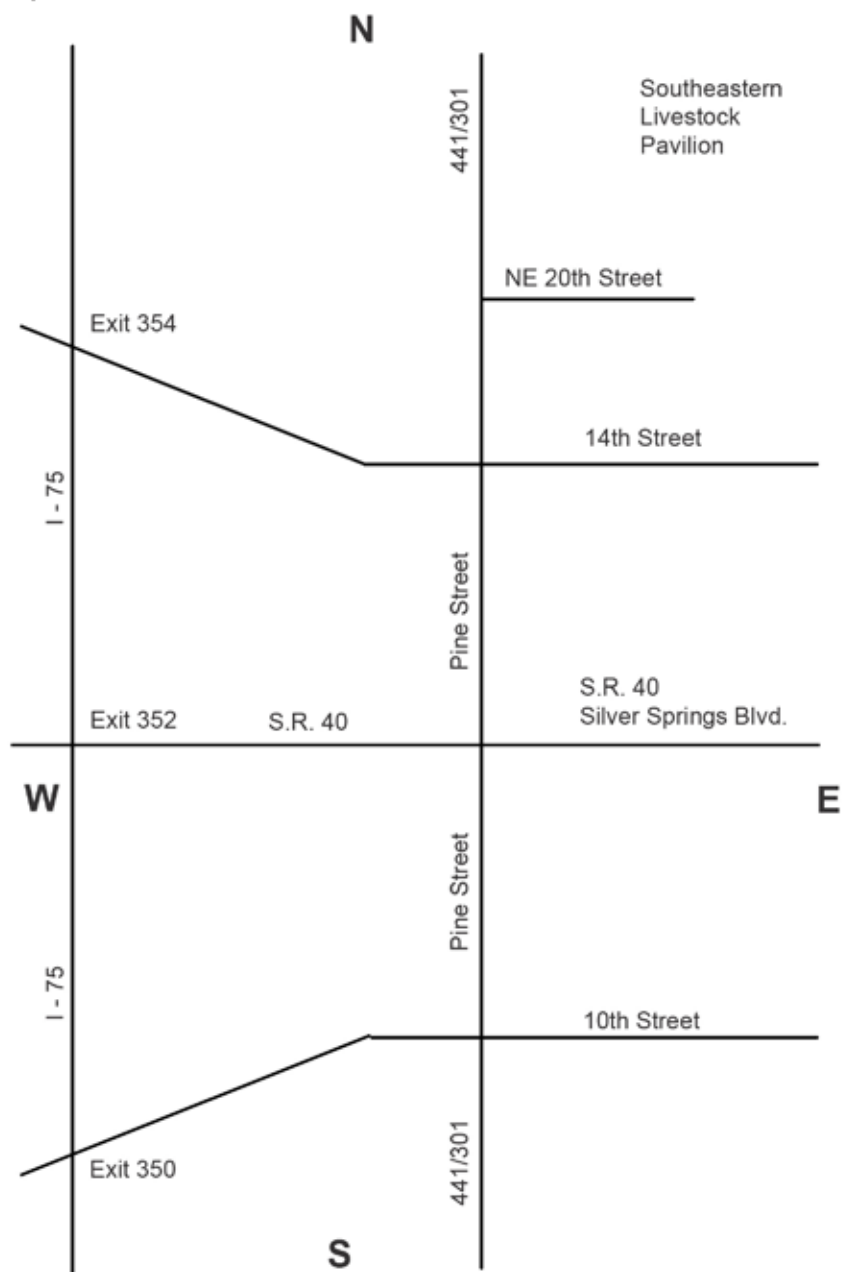 N
441/301
Southeastern
Livestock
Pavilion
NE 20th Street
Exit 354
14th Street
I - 75
Pine Street
S.R. 40
Silver Springs Blvd.
Exit 352
S.R. 40
W
E
Pine Street
I - 75
10th Street
441/301
Exit 350
S